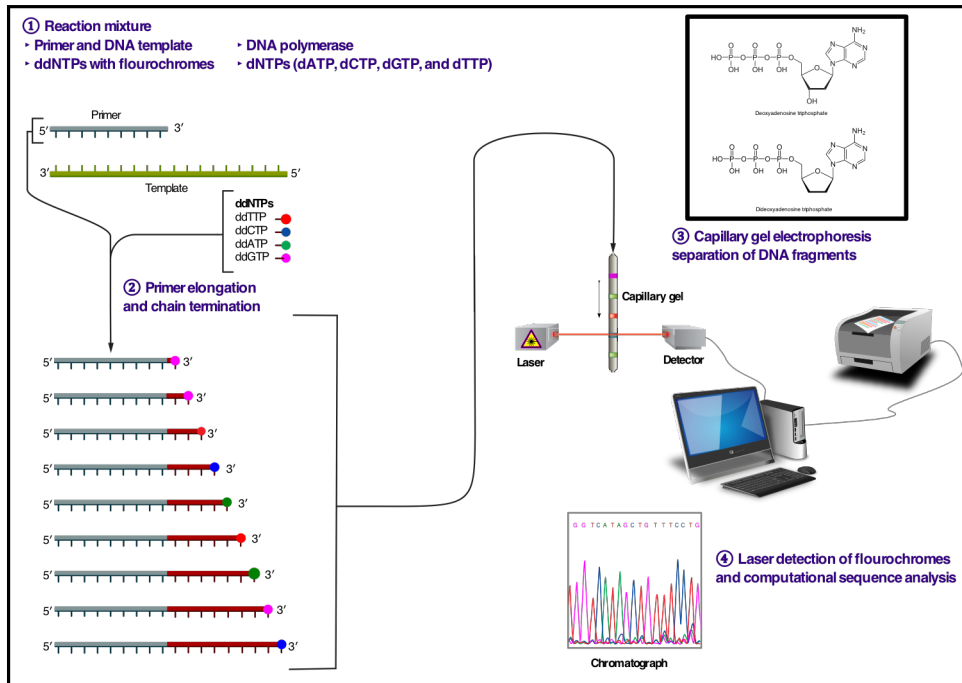 ① Reaction mixture
‣ Primer and DNA template
‣ DNA polymerase
‣ ddNTPs with flourochromes
‣ dNTPs (dATP, dCTP, dGTP, and dTTP)
Primer
5′ 3′
3′ 5′
Template
ddNTPs
ddTTP
ddCTP
ddATP
ddGTP
② Primer elongation
and chain termination
5′ 3′
5′ 3′
5′ 3′
5′ 3′
5′ 3′
5′ 3′
5′ 3′
5′ 3′
5′ 3′
NH₂
N N
N N
O O O
HO P O P O P O
OH OH OH
O
OH
Deoxyadenosine triphosphate
NH₂
N N
N N
O O O
HO P O P O P O
OH OH OH
O
Dideoxyadenosine triphosphate
③ Capillary gel electrophoresis
separation of DNA fragments
Capillary gel
Laser
Detector
G G T C A T A G C T G T T T C C T G
Chromatograph
④ Laser detection of flourochromes
and computational sequence analysis